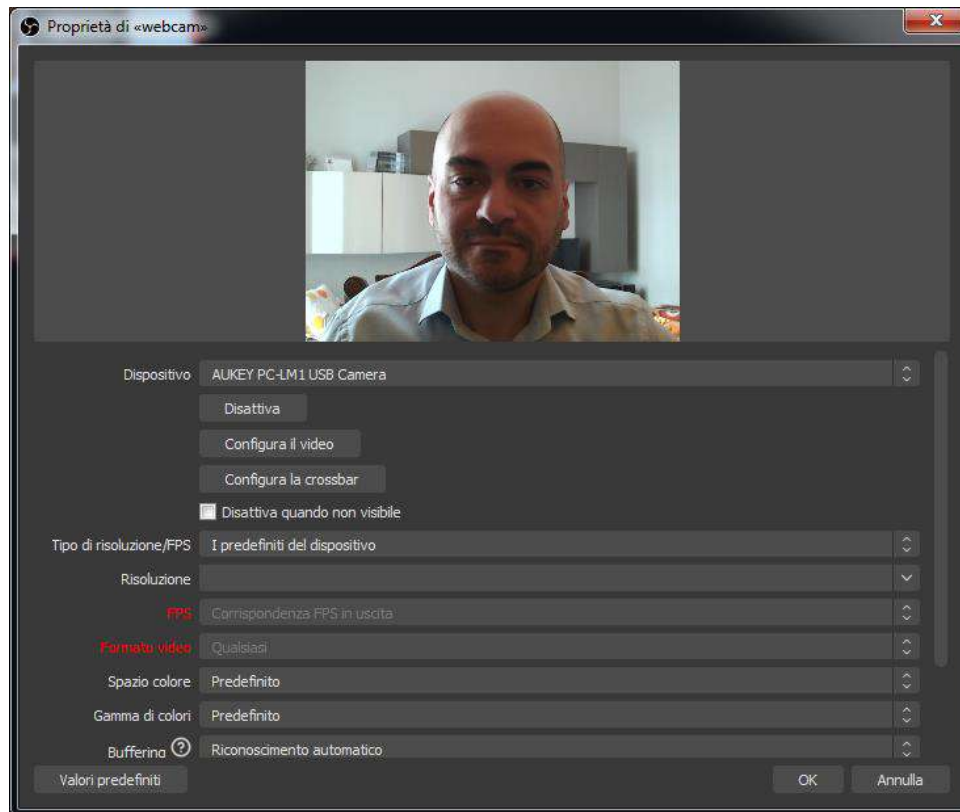 Proprietà di «webcam»
Dispositivo AUKEY PC-LM1 USB Camera
Disattiva
Configura il video
Configura la crossbar
Disattiva quando non visibile
Tipo di risoluzione/FPS I predefiniti del dispositivo
Risoluzione
FPS Corrispondenza FPS in uscita
Formato video Qualsiasi
Spazio colore Predefinito
Gamma di colori Predefinito
Buffering ? Riconoscimento automatico
Valori predefiniti OK Annulla